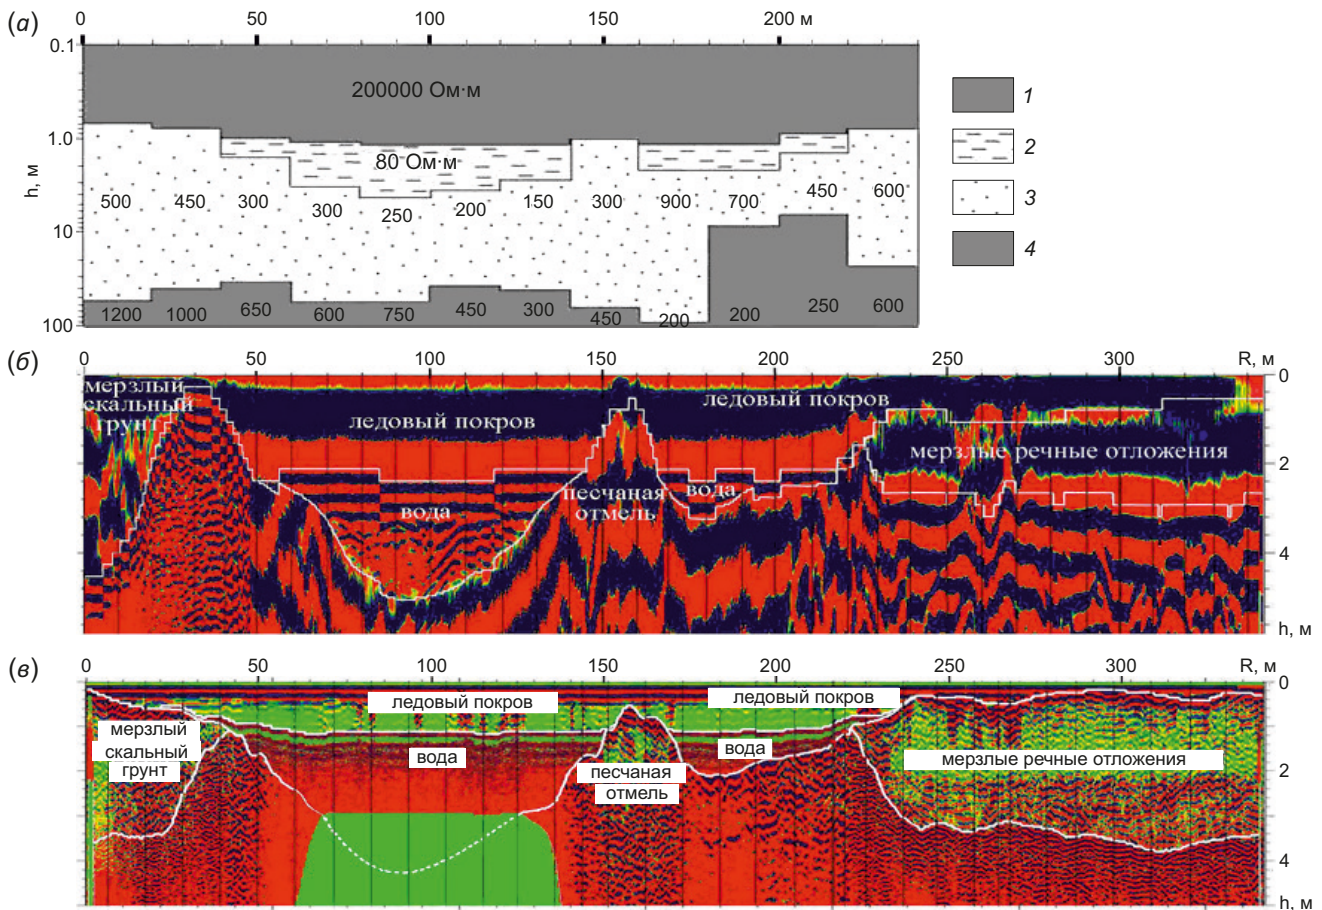 (а)
0 50 100 150 200 м
0.1
1.0
10
100
h, м
200000 Ом·м
80 Ом·м
500 450 300 300 250 200 150 300 900 700 450 600
1200 1000 650 600 750 450 300 450 200 200 250 600
1
2
3
4
(б)
0 50 100 150 200 250 300 R, м
0
2
4
h, м
мерзлый
скальный
грунт
ледовый покров
ледовый покров
мерзлые речные отложения
вода
песчаная
отмель
вода
(в)
0 50 100 150 200 250 300 R, м
0
2
4
h, м
ледовый покров
ледовый покров
мерзлый
скальный
грунт
вода
вода
песчаная
отмель
мерзлые речные отложения